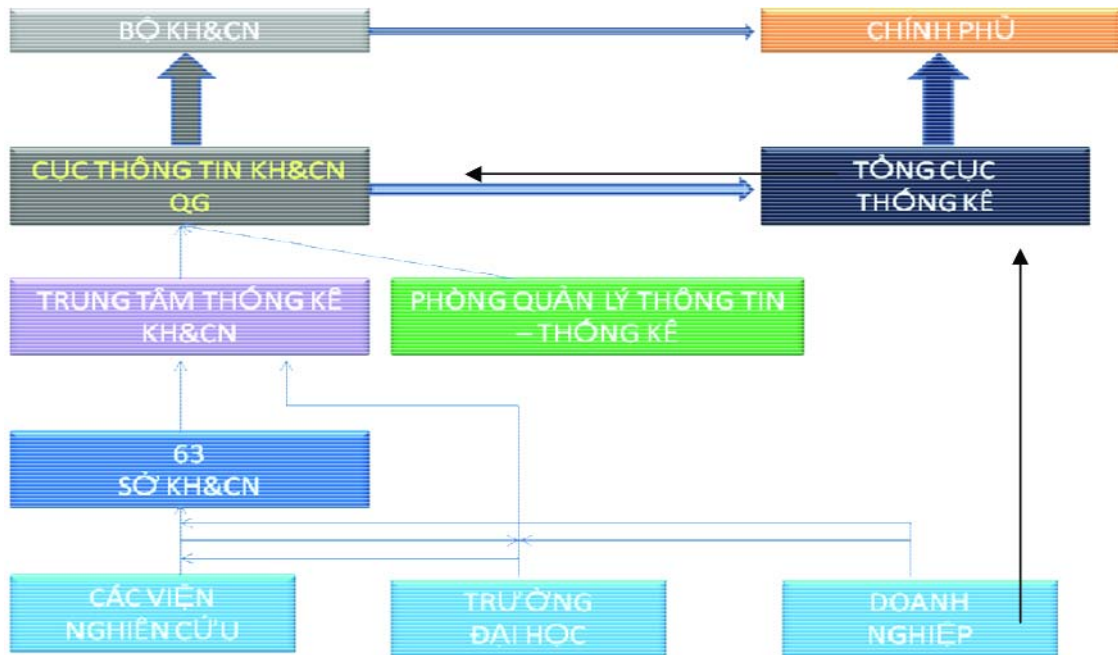 BỘ KH&CN
CHÍNH PHỦ
CỤC THÔNG TIN KH&CN
QG
TỔNG CỤC
THỐNG KÊ
TRUNG TÂM THỐNG KÊ
KH&CN
PHÒNG QUẢN LÝ THÔNG TIN
– THỐNG KÊ
63
SỞ KH&CN
CÁC VIỆN
NGHIÊN CỨU
TRƯỜNG
ĐẠI HỌC
DOANH
NGHIỆP